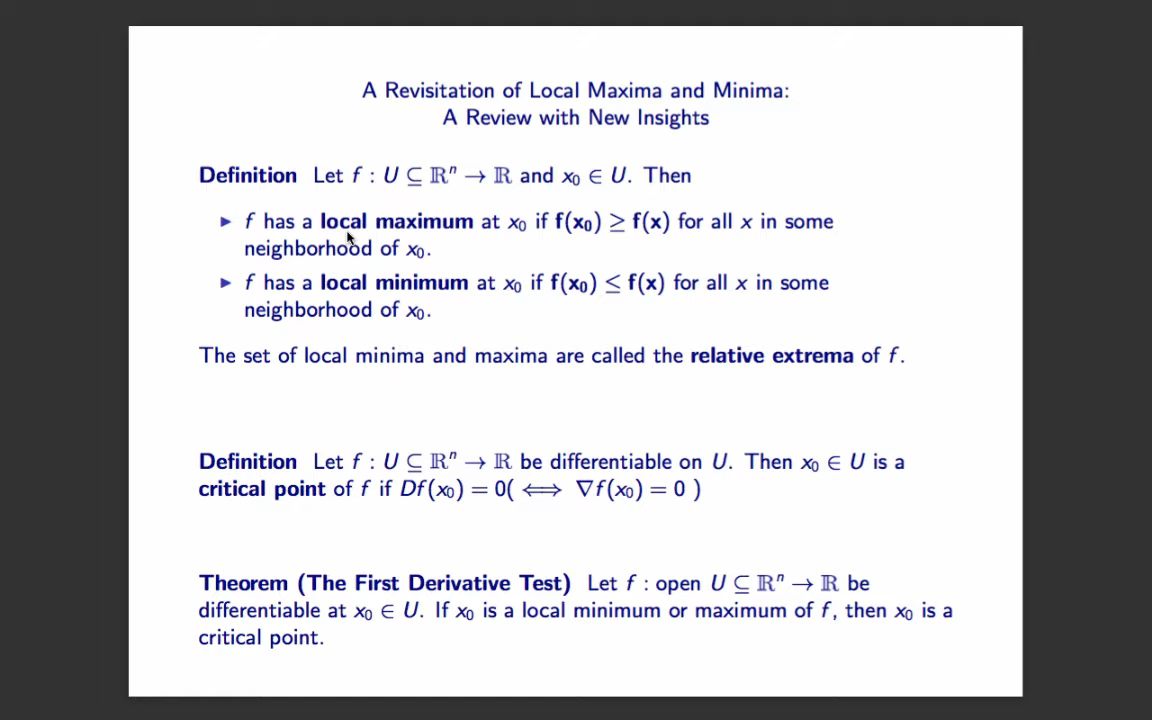 A Revisitation of Local Maxima and Minima:
A Review with New Insights
Definition Let f : U ⊆ ℝⁿ → ℝ and x₀ ∈ U. Then
▶ f has a local maximum at x₀ if f(x₀) ≥ f(x) for all x in some
neighborhood of x₀.
▶ f has a local minimum at x₀ if f(x₀) ≤ f(x) for all x in some
neighborhood of x₀.
The set of local minima and maxima are called the relative extrema of f.
Definition Let f : U ⊆ ℝⁿ → ℝ be differentiable on U. Then x₀ ∈ U is a
critical point of f if Df(x₀) = 0( ⟺ ∇f(x₀) = 0 )
Theorem (The First Derivative Test) Let f : open U ⊆ ℝⁿ → ℝ be
differentiable at x₀ ∈ U. If x₀ is a local minimum or maximum of f, then x₀ is a
critical point.